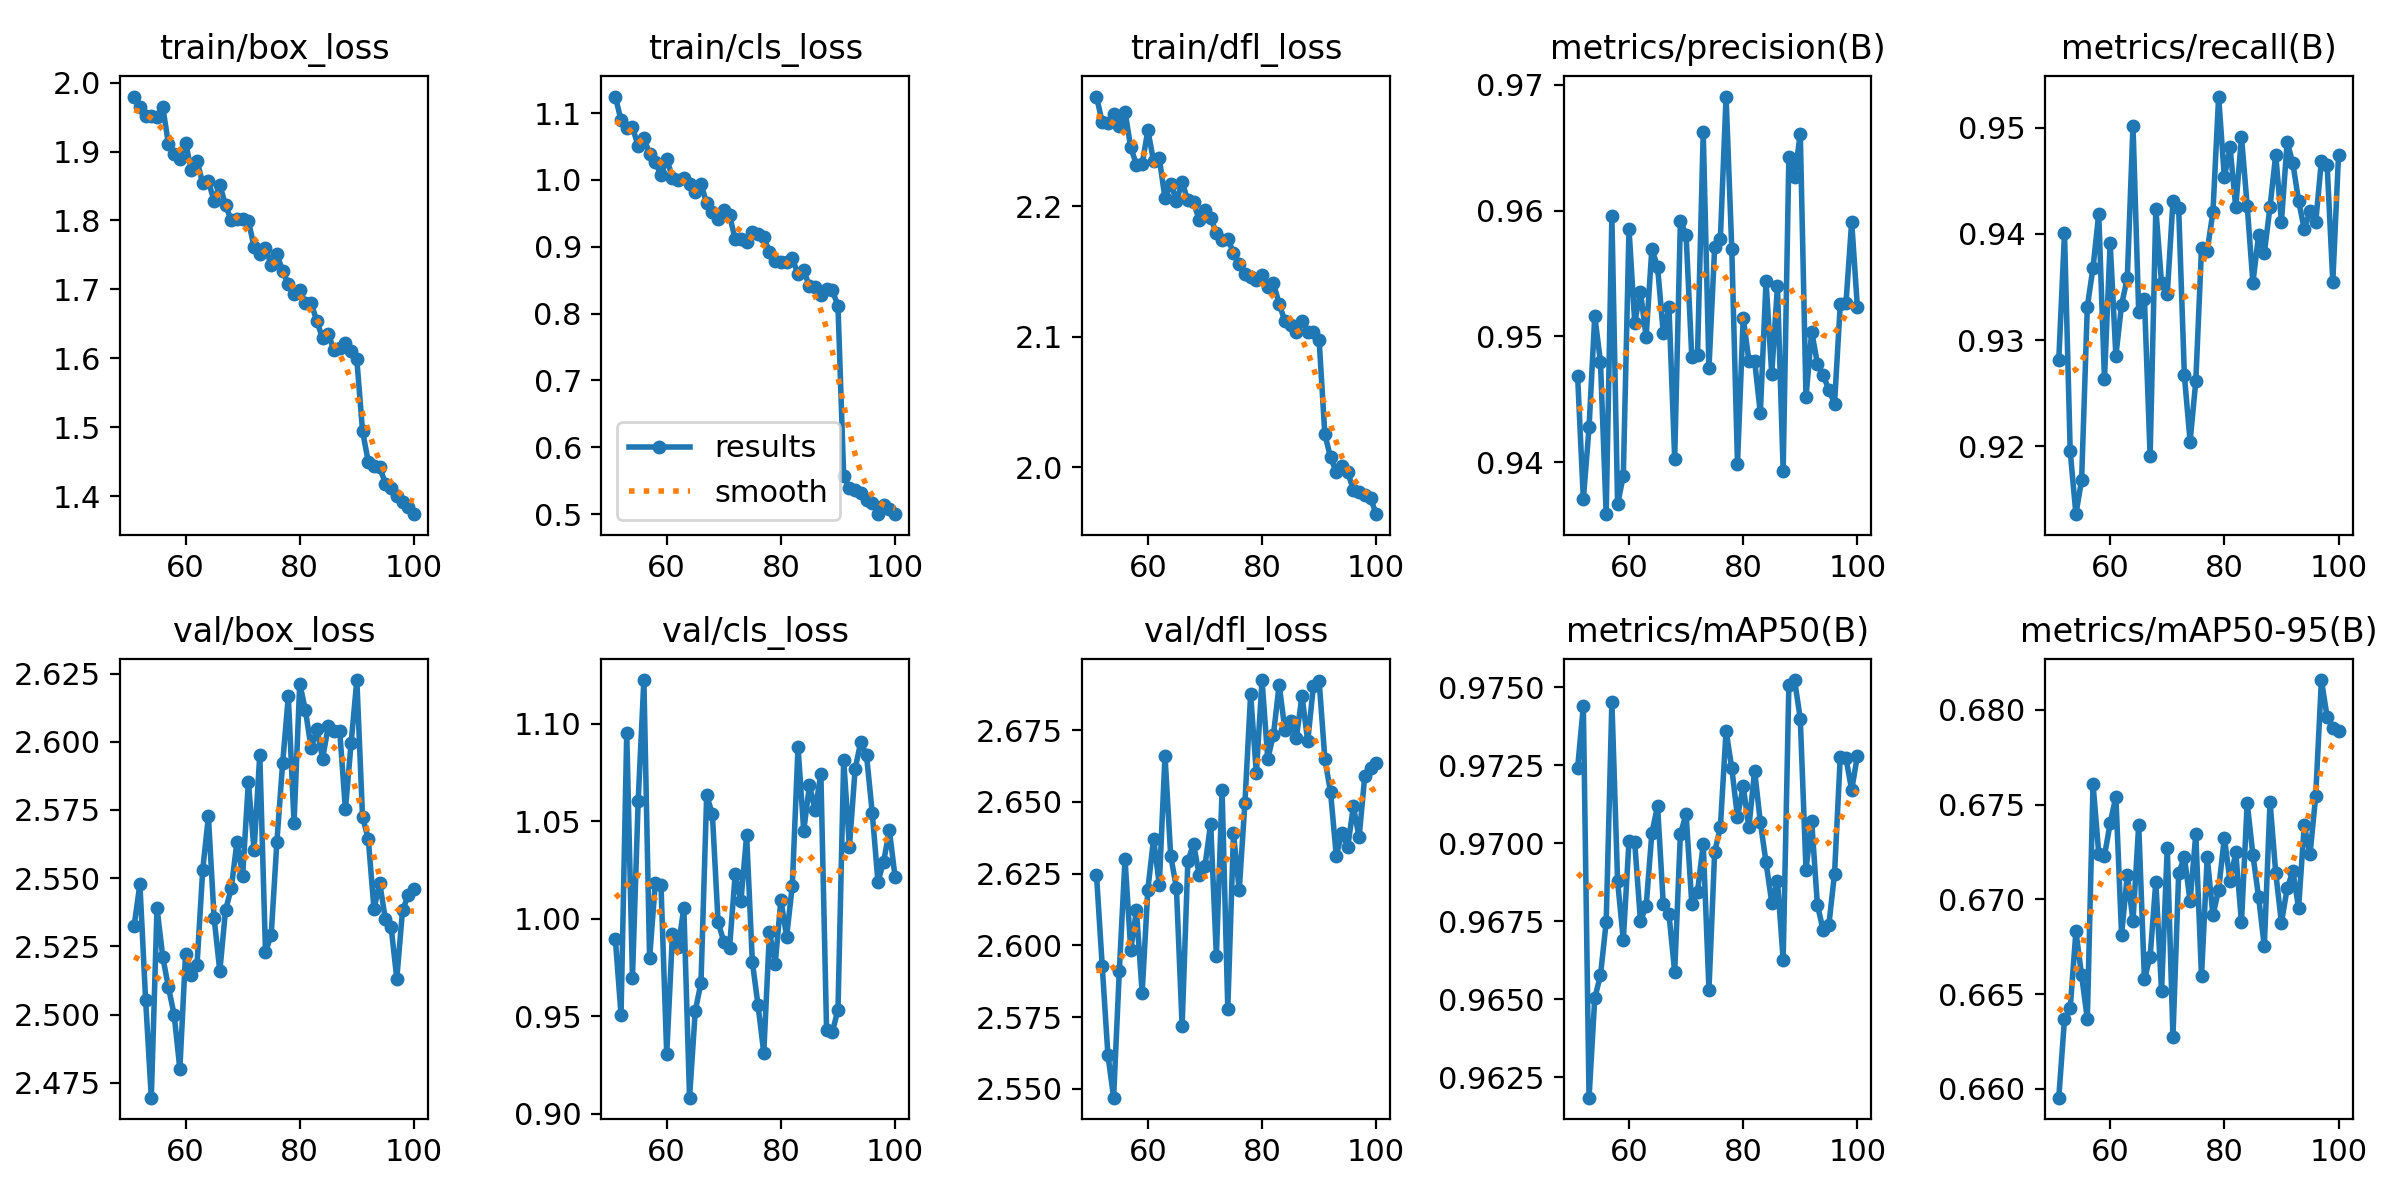 train/box_loss
2.0
1.9
1.8
1.7
1.6
1.5
1.4
60 80 100
train/cls_loss
1.1
1.0
0.9
0.8
0.7
0.6
0.5
results
smooth
60 80 100
train/dfl_loss
2.2
2.1
2.0
60 80 100
metrics/precision(B)
0.97
0.96
0.95
0.94
60 80 100
metrics/recall(B)
0.95
0.94
0.93
0.92
60 80 100
val/box_loss
2.625
2.600
2.575
2.550
2.525
2.500
2.475
60 80 100
val/cls_loss
1.10
1.05
1.00
0.95
0.90
60 80 100
val/dfl_loss
2.675
2.650
2.625
2.600
2.575
2.550
60 80 100
metrics/mAP50(B)
0.9750
0.9725
0.9700
0.9675
0.9650
0.9625
60 80 100
metrics/mAP50-95(B)
0.680
0.675
0.670
0.665
0.660
60 80 100